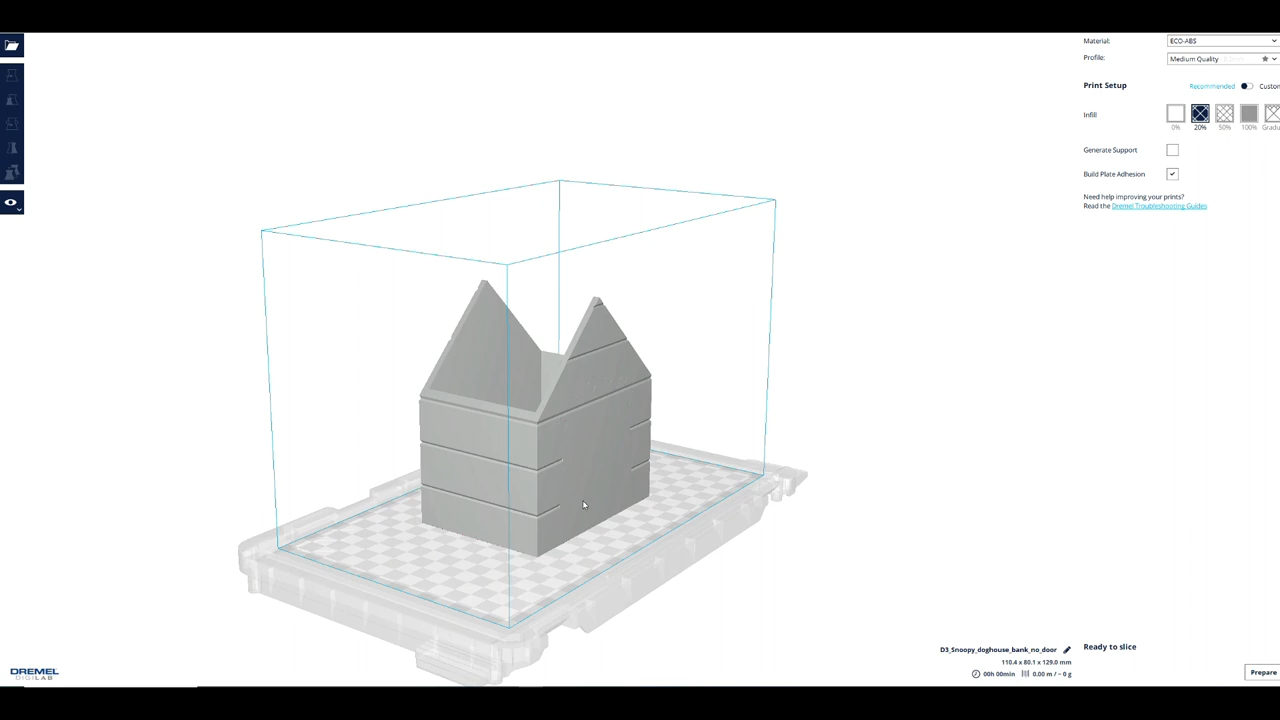 Material: ECO-ABS
Profile: Medium Quality
Print Setup Recommended Custom
Infill
0% 20% 50% 100% Gradu
Generate Support
Build Plate Adhesion
Need help improving your prints?
Read the Dremel Troubleshooting Guides
D3_Snoopy_doghouse_bank_no_door
110.4 x 80.1 x 129.0 mm
00h 00min 0.00 m / ~ 0 g
Ready to slice
Prepare
DREMEL
DIGILAB